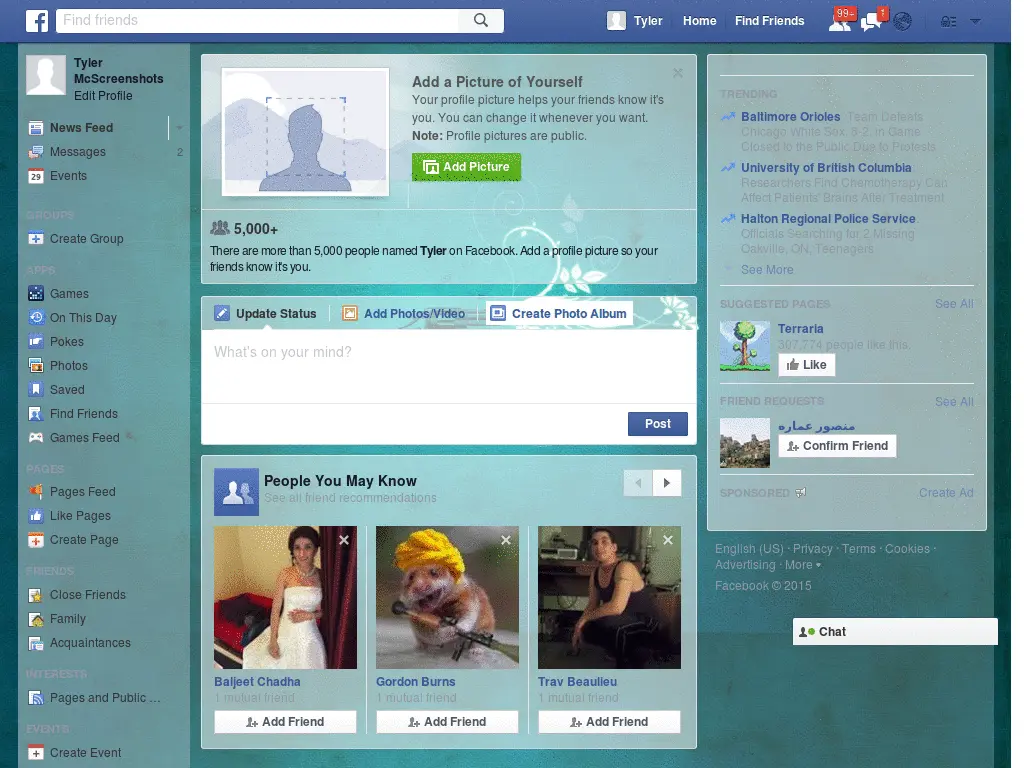 Find friends
Tyler
Home
Find Friends
99+
1
Tyler
McScreenshots
Edit Profile
News Feed
Messages 2
29 Events
GROUPS
Create Group
APPS
Games
On This Day
Pokes
Photos
Saved
Find Friends
Games Feed
PAGES
Pages Feed
Like Pages
Create Page
FRIENDS
Close Friends
Family
Acquaintances
INTERESTS
Pages and Public ...
EVENTS
Create Event
Add a Picture of Yourself
Your profile picture helps your friends know it's
you. You can change it whenever you want.
Note: Profile pictures are public.
Add Picture
5,000+
There are more than 5,000 people named Tyler on Facebook. Add a profile picture so your
friends know it's you.
Update Status
Add Photos/Video
Create Photo Album
What's on your mind?
Post
People You May Know
See all friend recommendations
Baljeet Chadha
1 mutual friend
Add Friend
Gordon Burns
1 mutual friend
Add Friend
Trav Beaulieu
1 mutual friend
Add Friend
TRENDING
Baltimore Orioles Team Defeats
Chicago White Sox, 8-2, in Game
Closed to the Public Due to Protests
University of British Columbia
Researchers Find Chemotherapy Can
Affect Patients' Brains After Treatment
Halton Regional Police Service
Officials Searching for 2 Missing
Oakville, ON, Teenagers
See More
SUGGESTED PAGES See All
Terraria
307,774 people like this.
Like
FRIEND REQUESTS See All
منصور عماره
Confirm Friend
SPONSORED Create Ad
English (US) · Privacy · Terms · Cookies ·
Advertising · More
Facebook © 2015
Chat